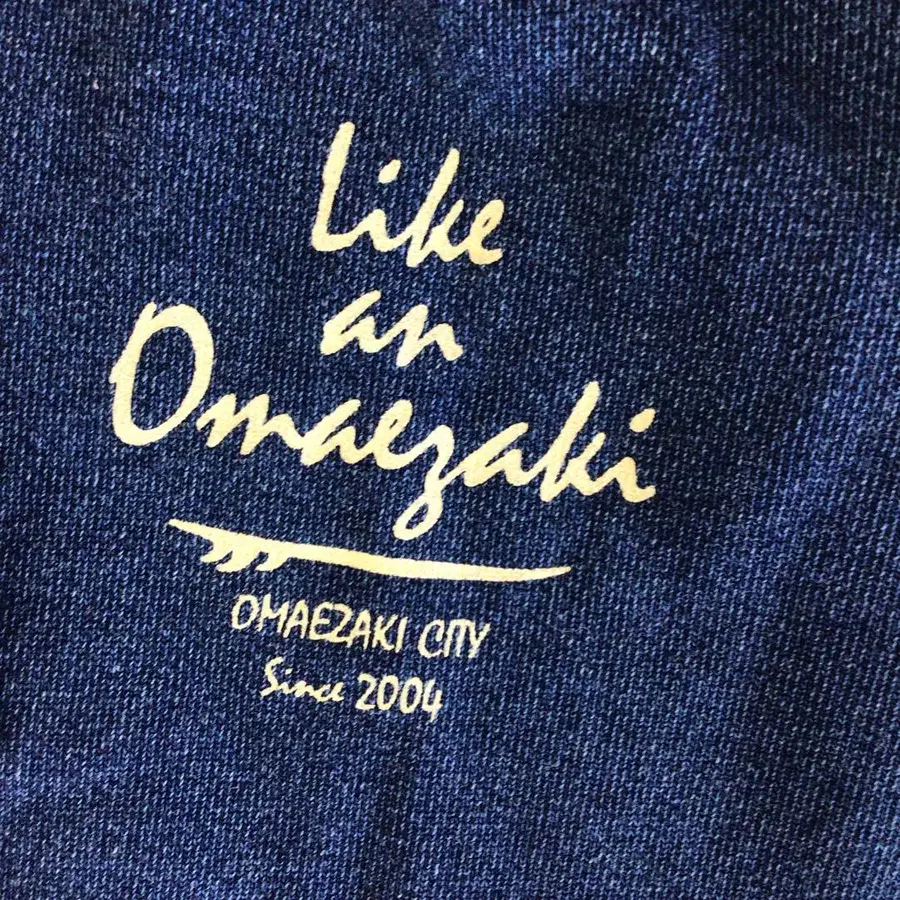 Like
an
Omaezaki
OMAEZAKI CITY
Since 2004